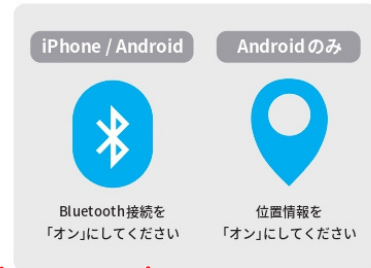 iPhone / Android
Bluetooth接続を
「オン」にしてください
Androidのみ
位置情報を
「オン」にしてください